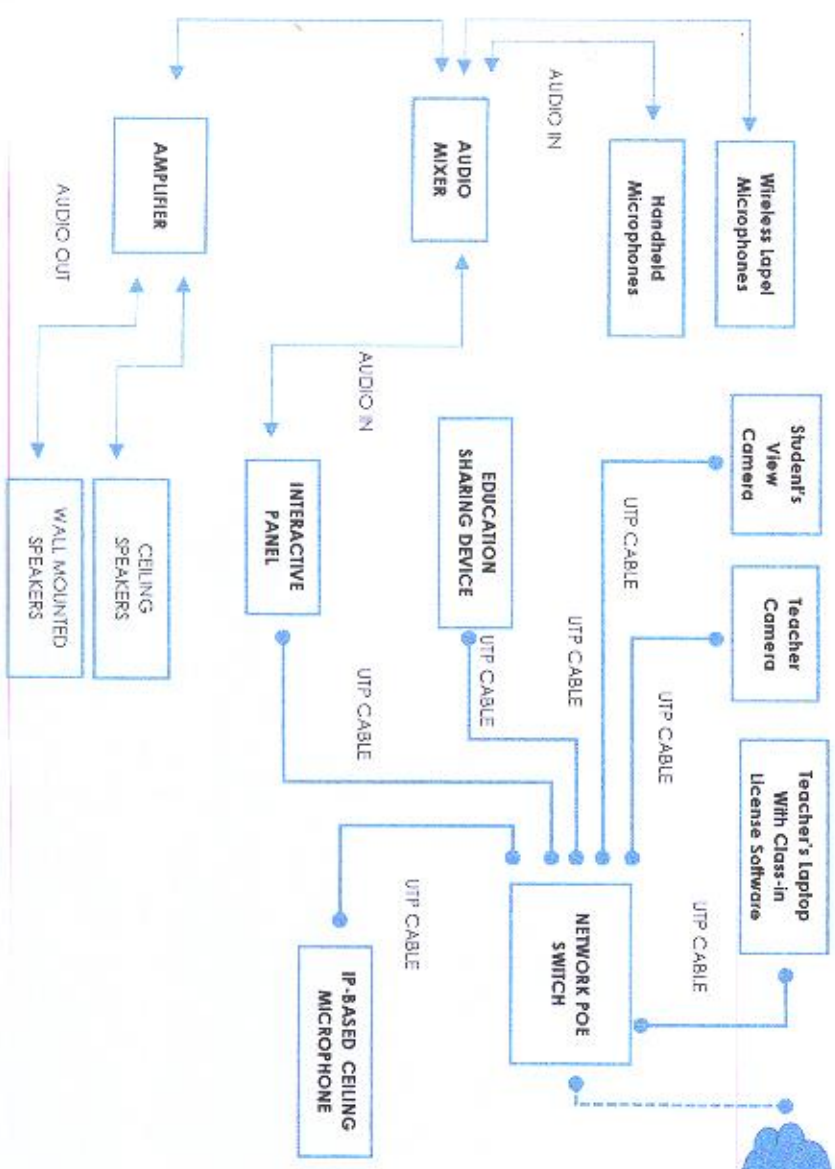 Wireless Lapel
Microphones
Handheld
Microphones
AUDIO IN
AUDIO
MIXER
AMPLIFIER
AUDIO OUT
Student's
View
Camera
Teacher
Camera
Teacher's Laptop
With Class-in
License Software
UTP CABLE
UTP CABLE
UTP CABLE
UTP CABLE
EDUCATION
SHARING DEVICE
UTP CABLE
NETWORK POE
SWITCH
AUDIO IN
INTERACTIVE
PANEL
UTP CABLE
UTP CABLE
IP-BASED CEILING
MICROPHONE
CEILING
SPEAKERS
WALL MOUNTED
SPEAKERS